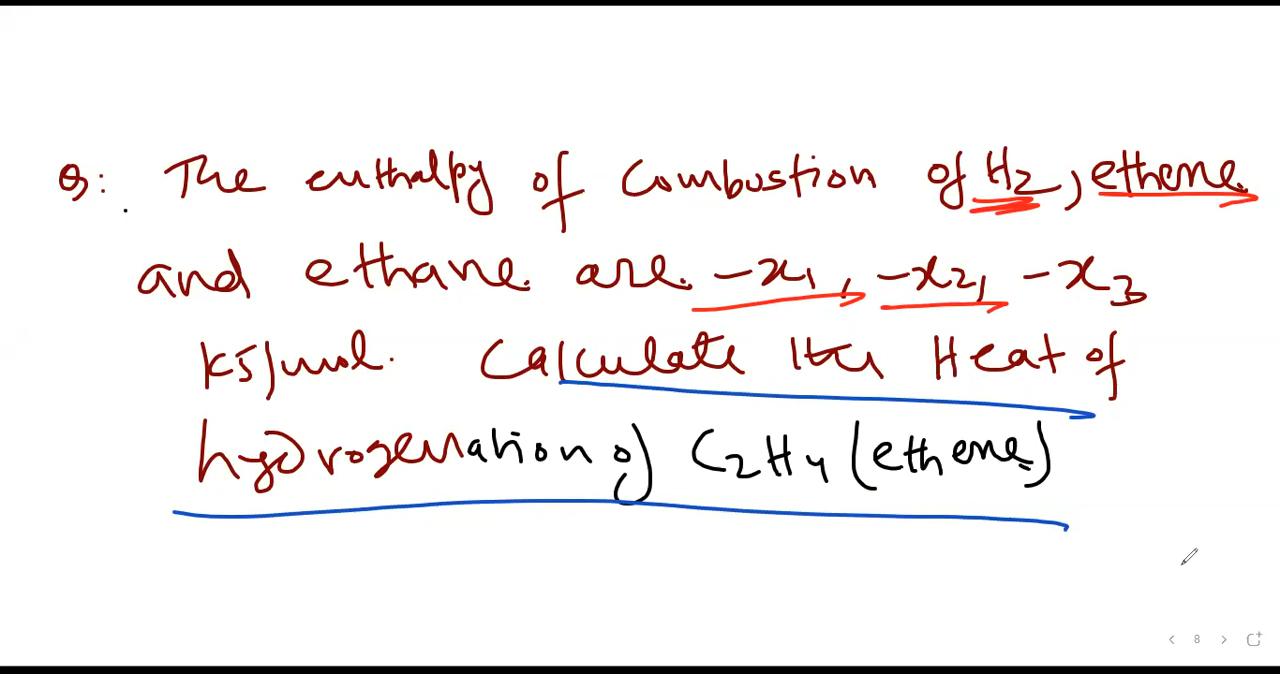 Q: The enthalpy of combustion of H2, ethene
and ethane are -x1, -x2, -x3
KJ/mol. Calculate the Heat of
hydrogenation of C2H4 (ethene)
8